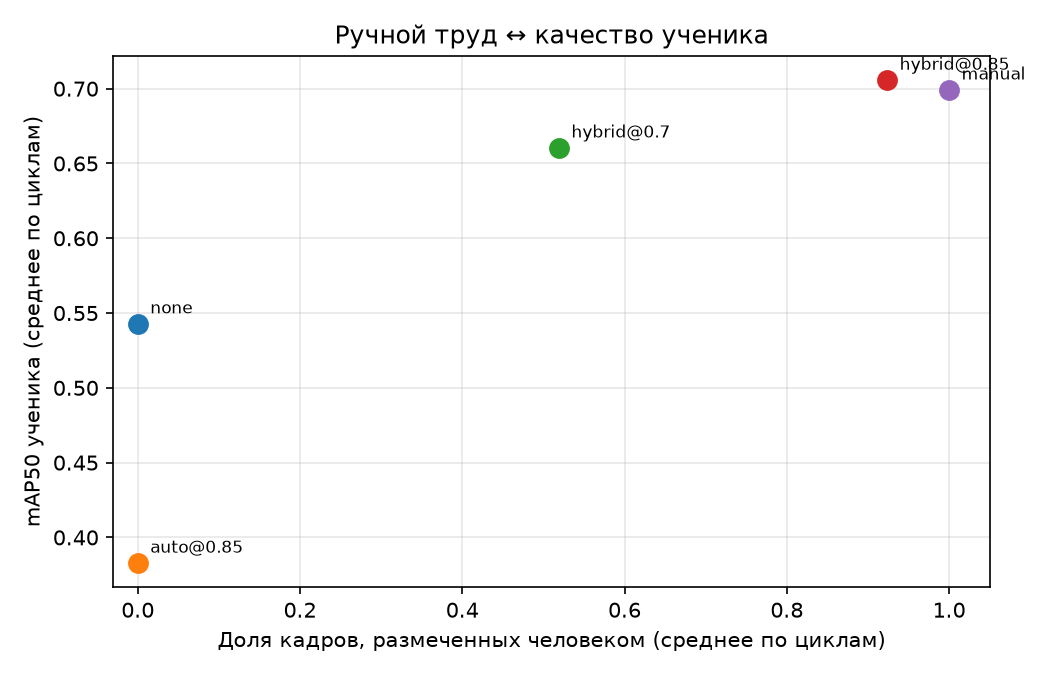 Ручной труд ↔ качество ученика
mAP50 ученика (среднее по циклам)
0.70
0.65
0.60
0.55
0.50
0.45
0.40
hybrid@0.85
manual
hybrid@0.7
none
auto@0.85
0.0 0.2 0.4 0.6 0.8 1.0
Доля кадров, размеченных человеком (среднее по циклам)